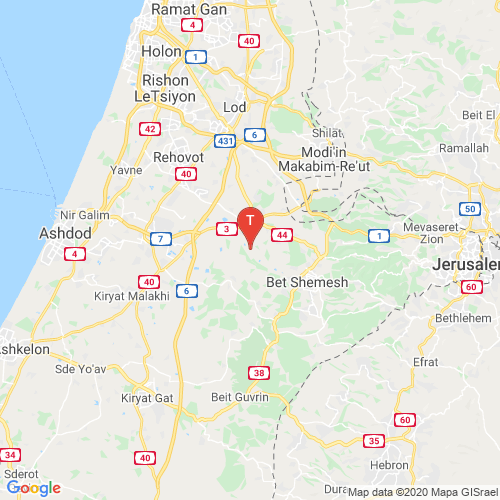 Ramat Gan
4
40
Holon
1
Rishon
LeTsiyon
Lod
Beit El
42
431
6
Shilat
Ramallah
Rehovot
Modi'in
Makabim-Re'ut
Yavne
40
50
Nir Galim
T
Mevaseret
Zion
Ashdod
7
3
44
1
4
Jerusalem
40
6
Bet Shemesh
60
Kiryat Malakhi
Bethlehem
shkelon
Sde Yo'av
38
Efrat
Kiryat Gat
Beit Guvrin
60
35
34
40
Hebron
Sderot
Dura
Google
Map data ©2020 Mapa GISrael